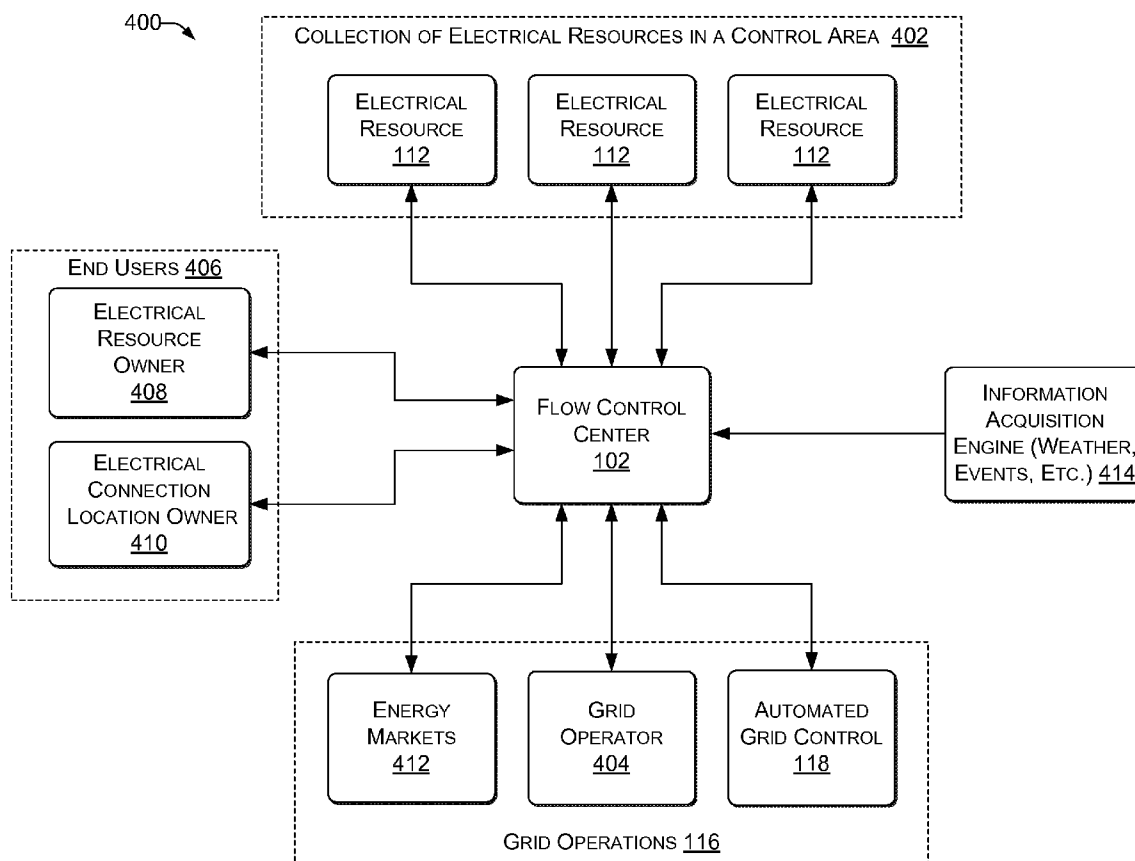 400
COLLECTION OF ELECTRICAL RESOURCES IN A CONTROL AREA 402
ELECTRICAL
RESOURCE
112
ELECTRICAL
RESOURCE
112
ELECTRICAL
RESOURCE
112
END USERS 406
ELECTRICAL
RESOURCE
OWNER
408
ELECTRICAL
CONNECTION
LOCATION OWNER
410
FLOW CONTROL
CENTER
102
INFORMATION
ACQUISITION
ENGINE (WEATHER,
EVENTS, ETC.) 414
ENERGY
MARKETS
412
GRID
OPERATOR
404
AUTOMATED
GRID CONTROL
118
GRID OPERATIONS 116